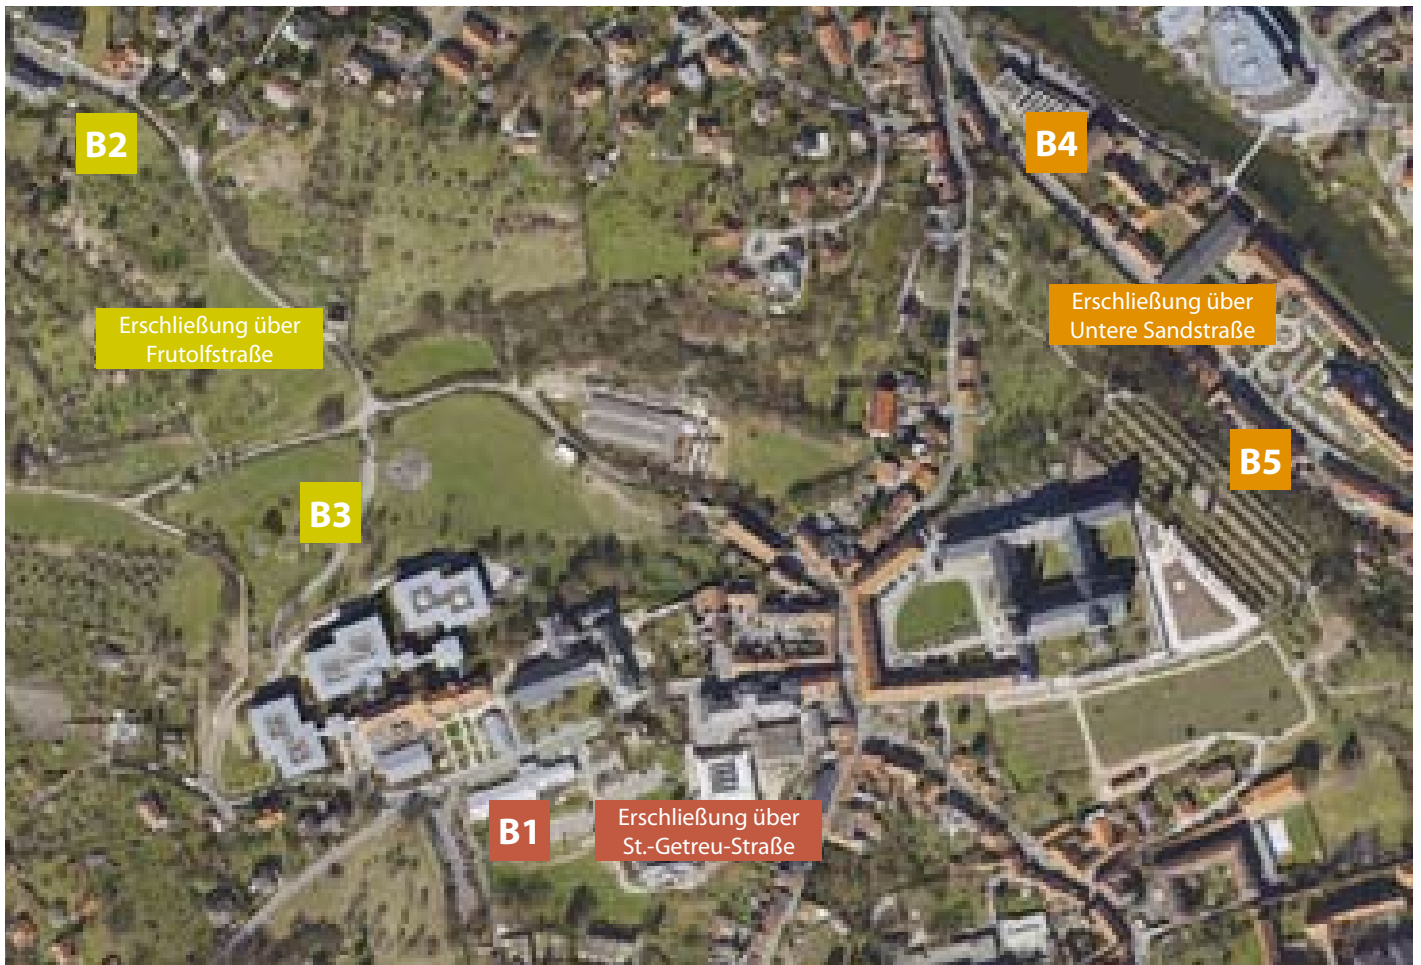 B2
B4
Erschließung über
Untere Sandstraße
Erschließung über
Frutolfstraße
B5
B3
B1
Erschließung über
St.-Getreu-Straße